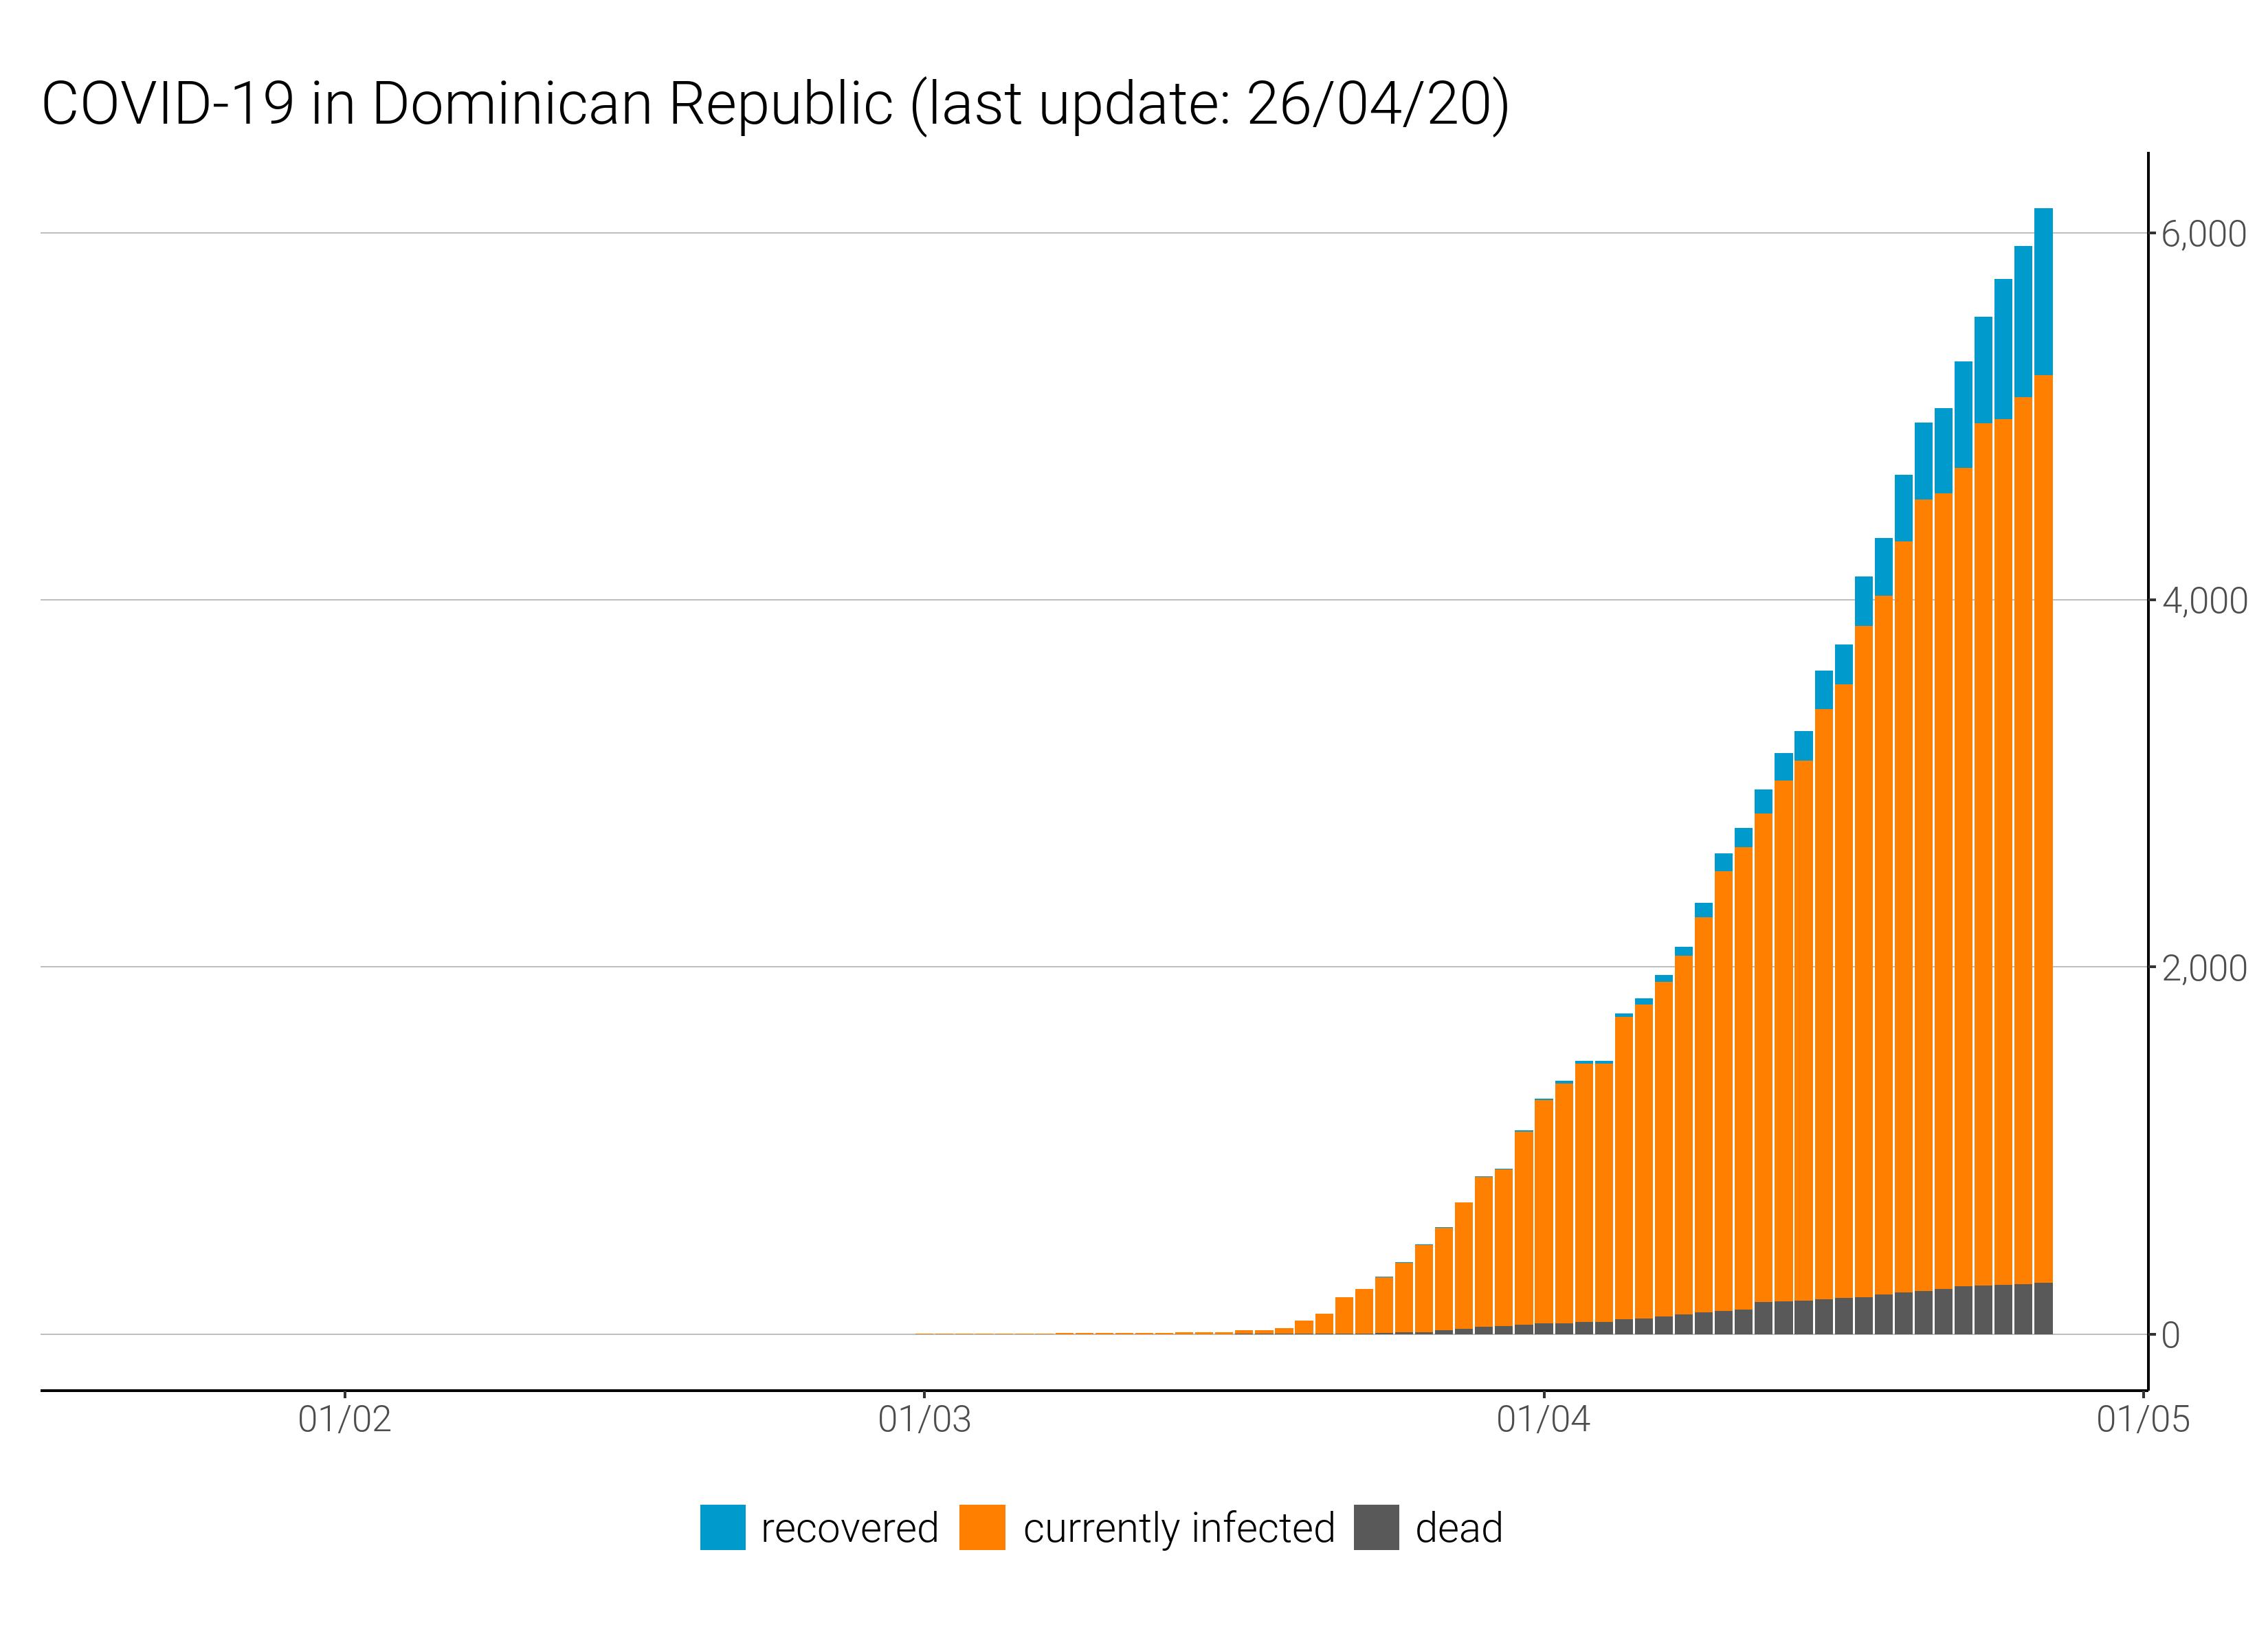 COVID-19 in Dominican Republic (last update: 26/04/20)
6,000
4,000
2,000
0
01/02 01/03 01/04 01/05
recovered currently infected dead